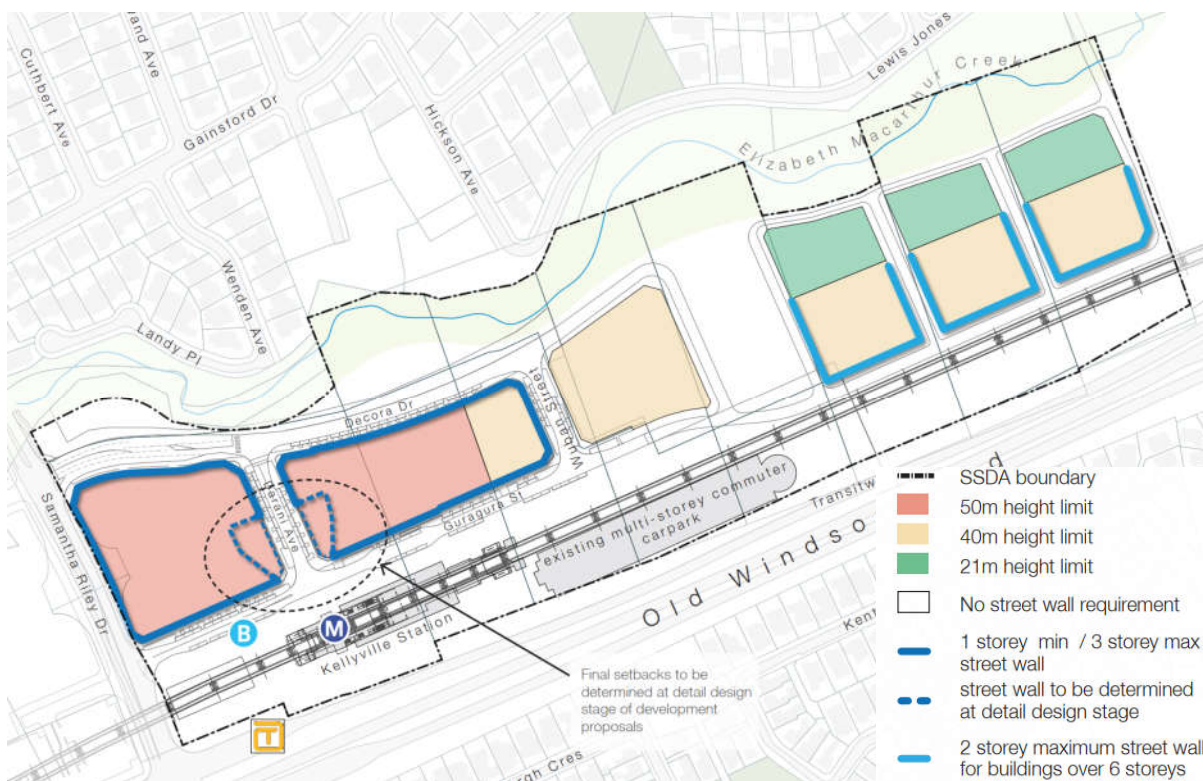 Cuthbert Ave
and Ave
Gainsford Dr
Hickson Ave
Lewis Jones
Elizabeth Macarthur Creek
Wenden Ave
Landy Pl
Decora Dr
Wuban Street
Samantha Riley Dr
Guragura St
existing multi-storey commuter
carpark
Transitw
Old Windso
d
Kellyville Station
B
M
T
Kent
rgh Cres
Final setbacks to be
determined at detail design
stage of development
proposals
SSDA boundary
50m height limit
40m height limit
21m height limit
No street wall requirement
1 storey min / 3 storey max
street wall
street wall to be determined
at detail design stage
2 storey maximum street wall
for buildings over 6 storeys